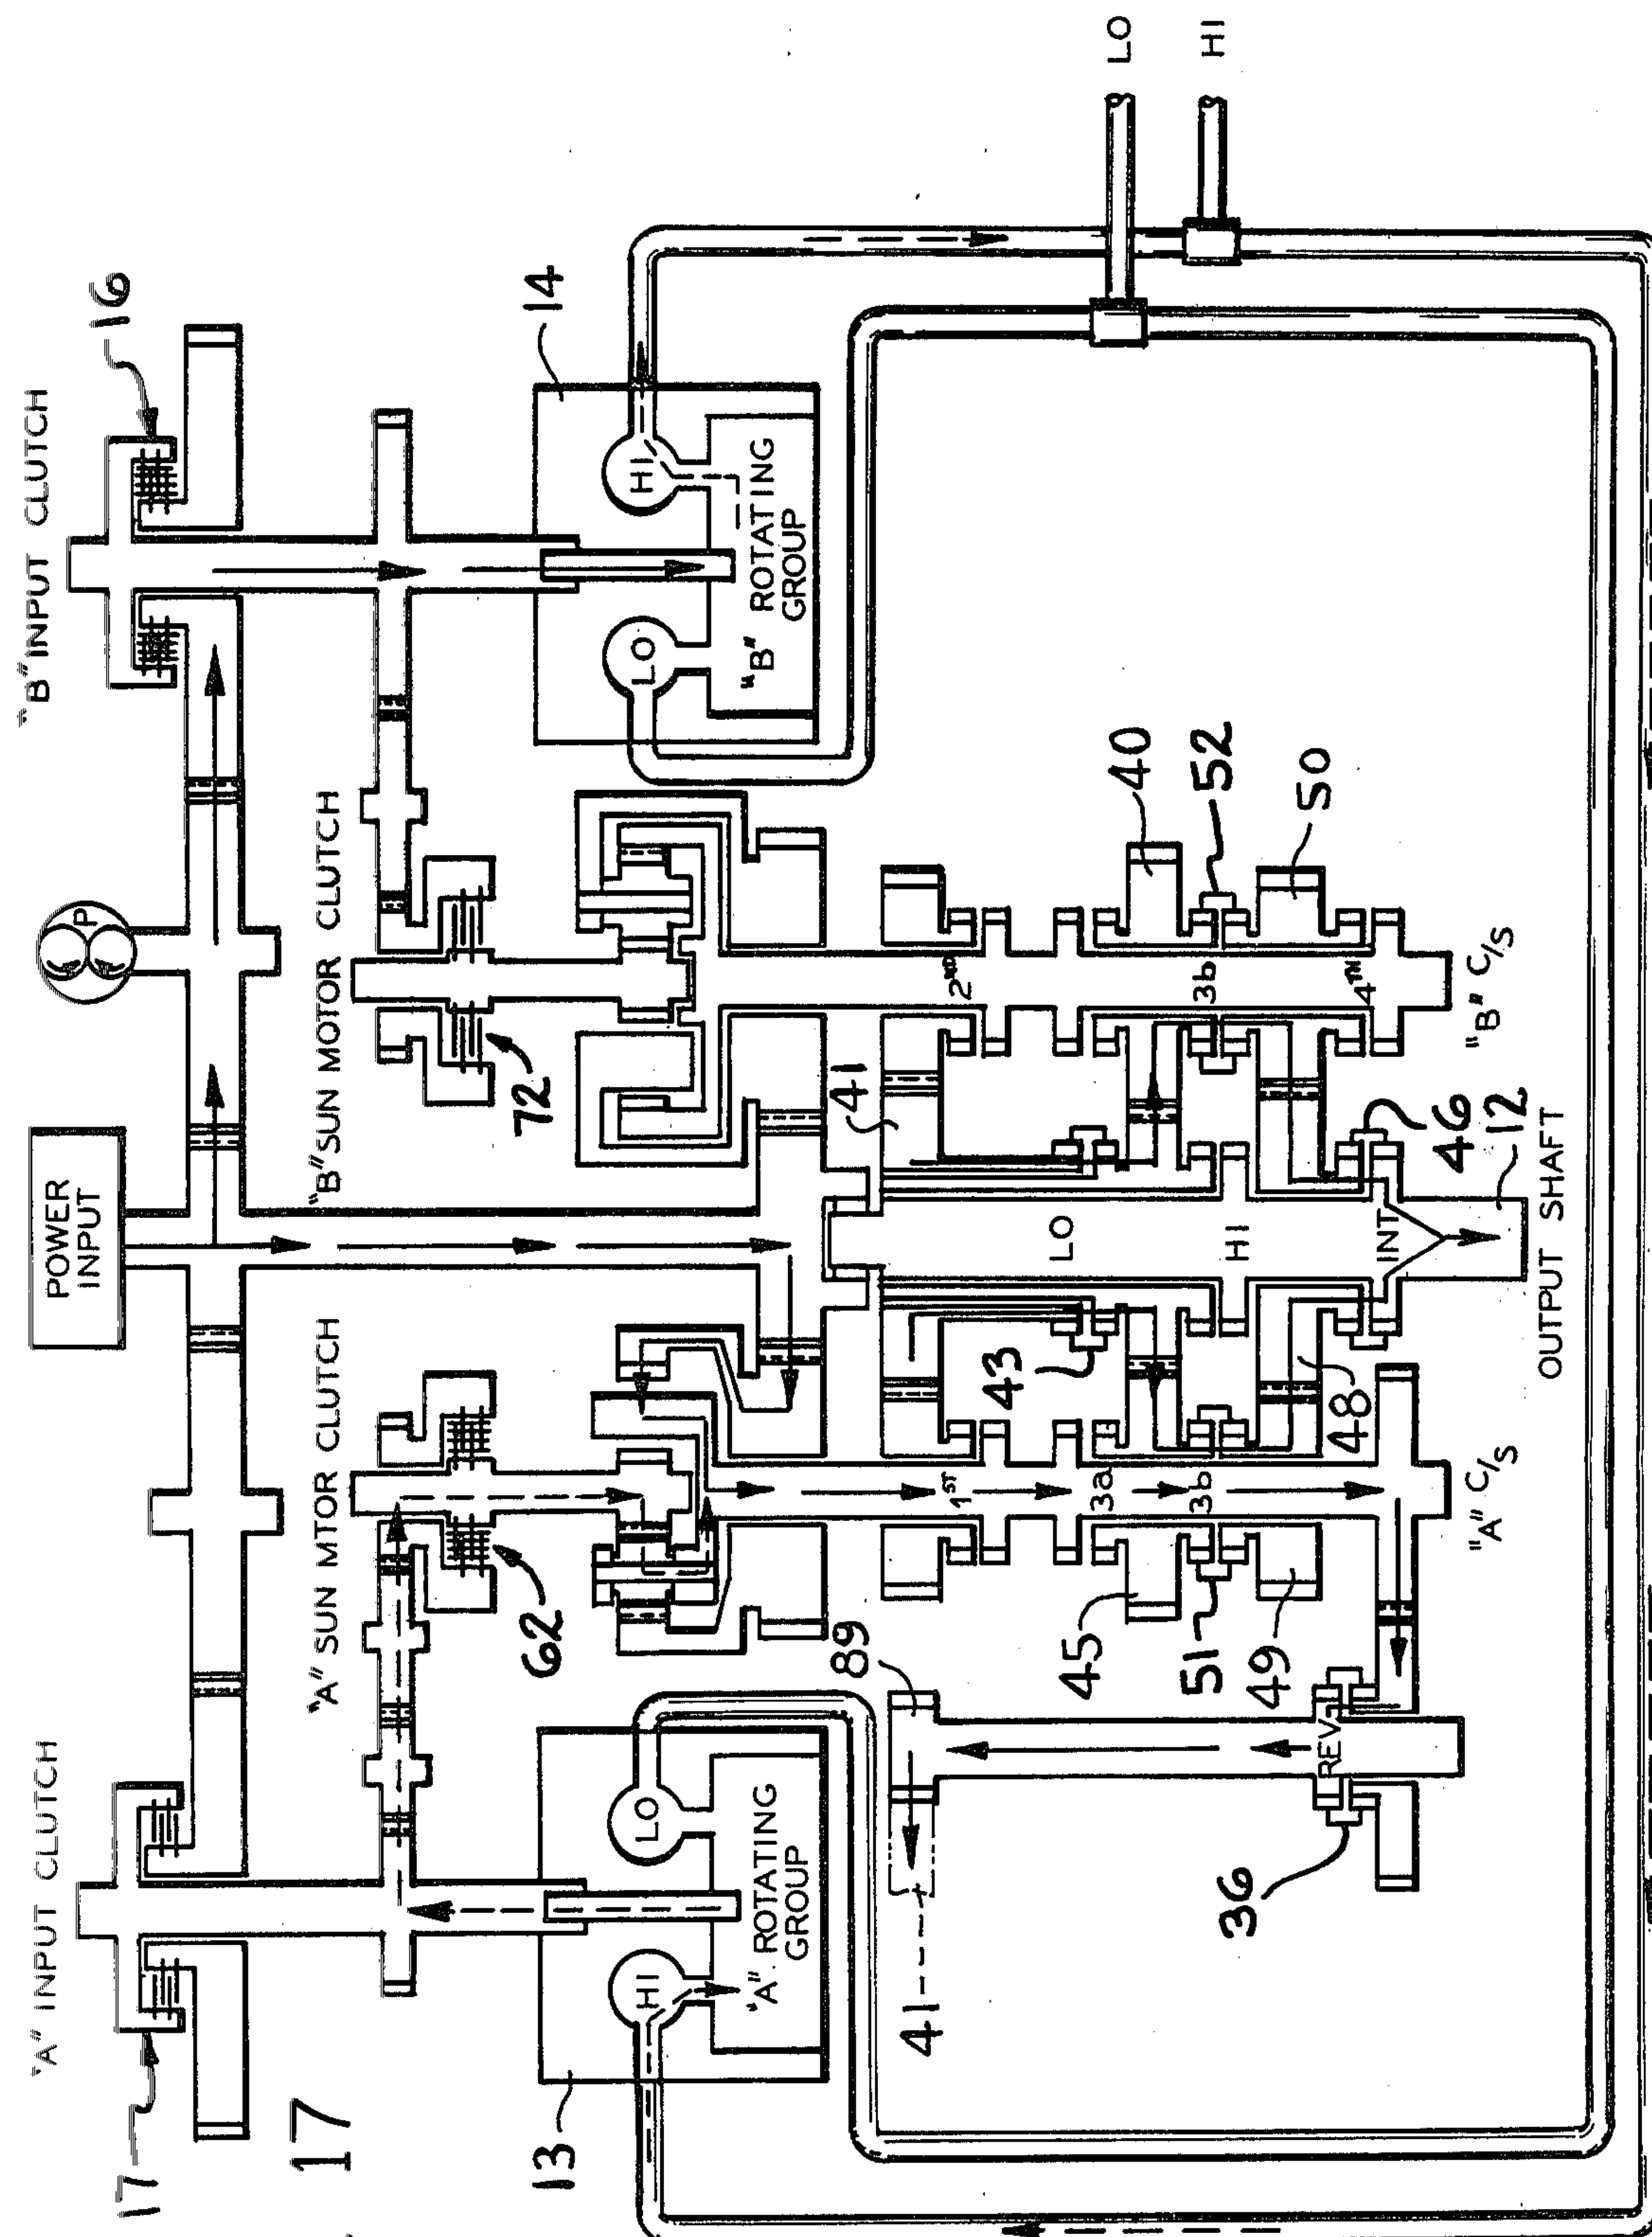 "A" INPUT CLUTCH
17
17
POWER
INPUT
P
"B" INPUT CLUTCH
16
"A" SUN MTOR CLUTCH
62
"B" SUN MOTOR CLUTCH
72
13
HI
LO
"A" ROTATING
GROUP
14
LO
HI
"B" ROTATING
GROUP
LO
HI
89
41
41
1ST
3a
3b
"A" C/S
45
51
49
43
48
LO
HI
INT
46
12
OUTPUT SHAFT
2ND
3b
4TH
"B" C/S
40
52
50
REV
36